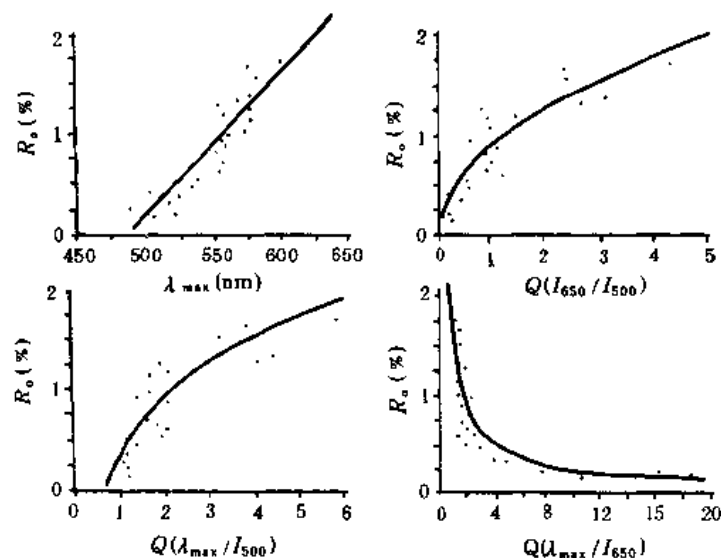 2
1
0
R₀ (%)
450 500 550 600 650
λ max (nm)
2
1
0
R₀ (%)
0 1 2 3 4 5
Q(I₆₅₀/I₅₀₀)
2
1
0
R₀ (%)
0 1 2 3 4 5 6
Q(λmax/I₅₀₀)
2
1
0
R₀ (%)
0 4 8 12 16 20
Q(λmax/I₆₅₀)